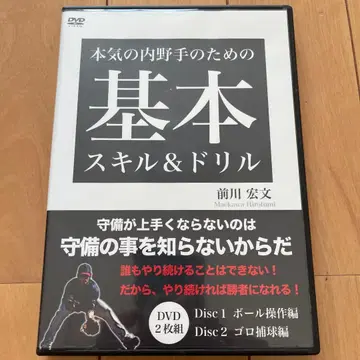 DVD
本気の内野手のための
基本
スキル&ドリル
前川 宏文
Maekawa Hirofumi
守備が上手くならないのは
守備の事を知らないからだ
誰もやり続けることはできない!
だから、やり続ければ勝者になれる!
DVD
2枚組
Disc1 ボール操作編
Disc2 ゴロ捕球編